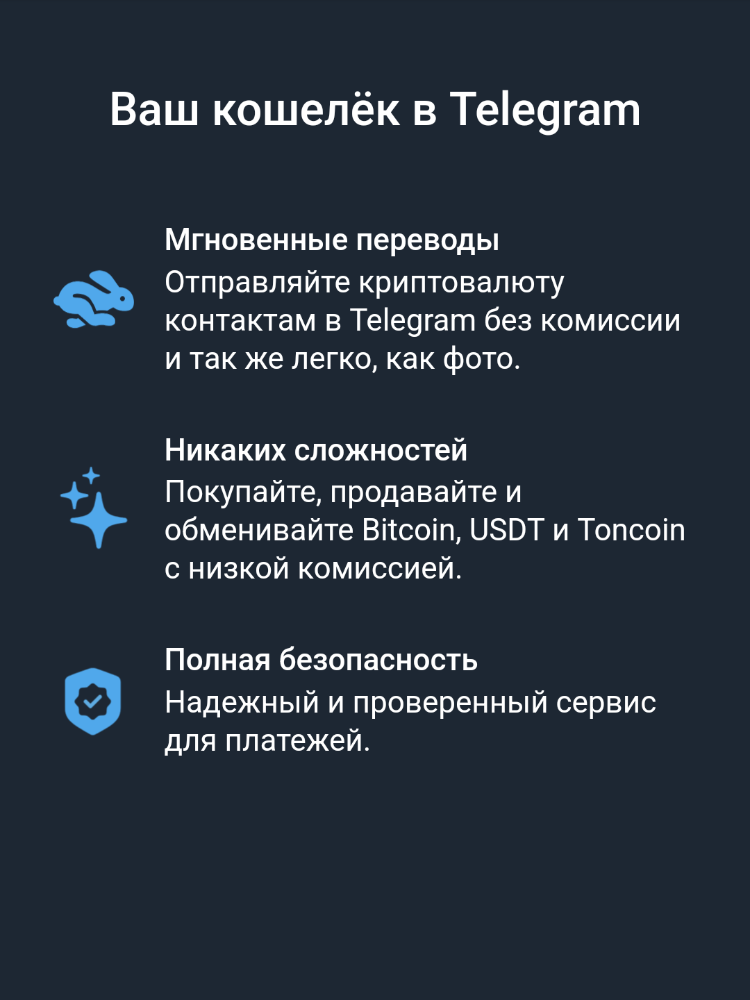 Ваш кошелёк в Telegram
Мгновенные переводы
Отправляйте криптовалюту
контактам в Telegram без комиссии
и так же легко, как фото.
Никаких сложностей
Покупайте, продавайте и
обменивайте Bitcoin, USDT и Toncoin
с низкой комиссией.
Полная безопасность
Надежный и проверенный сервис
для платежей.